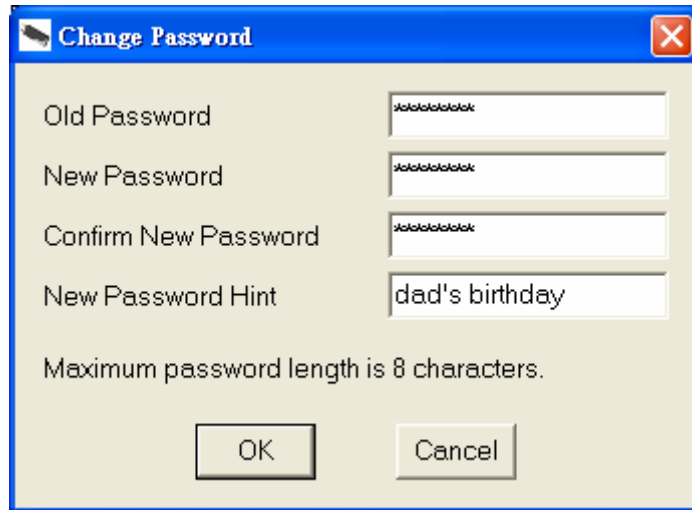 Change Password
Old Password *********
New Password *********
Confirm New Password *********
New Password Hint dad's birthday
Maximum password length is 8 characters.
OK Cancel